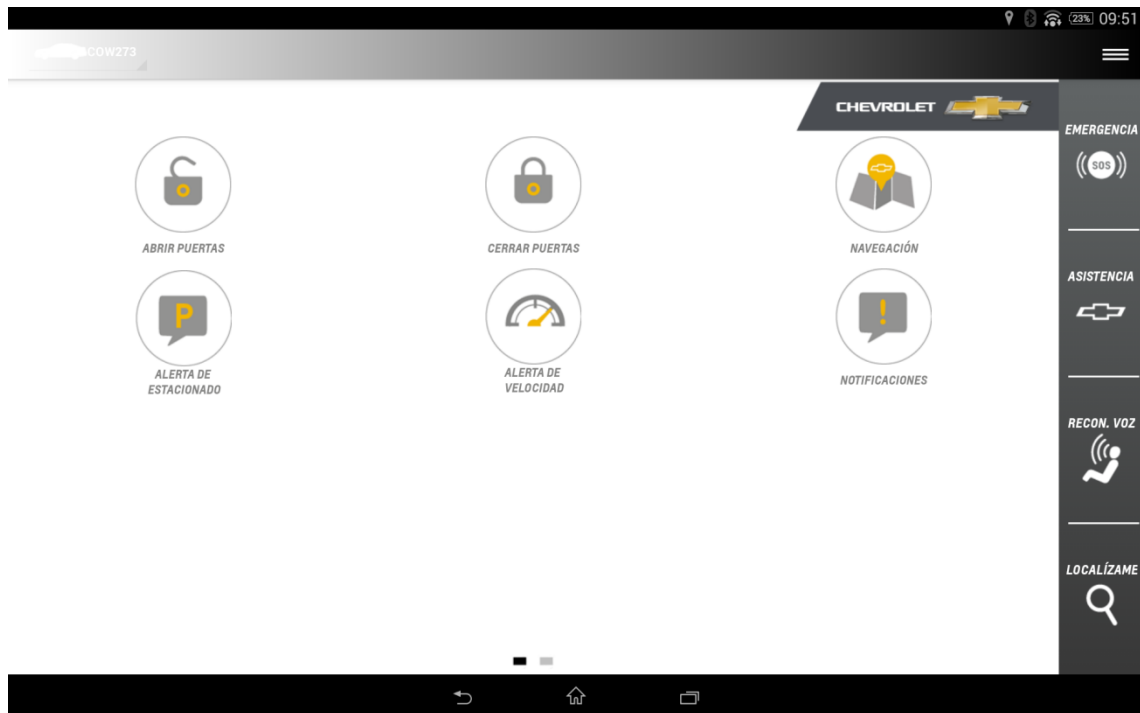 23% 09:51
COW273
CHEVROLET
EMERGENCIA
SOS
ABRIR PUERTAS
CERRAR PUERTAS
NAVEGACIÓN
ASISTENCIA
P
!
ALERTA DE
ESTACIONADO
ALERTA DE
VELOCIDAD
NOTIFICACIONES
RECON. VOZ
LOCALÍZAME